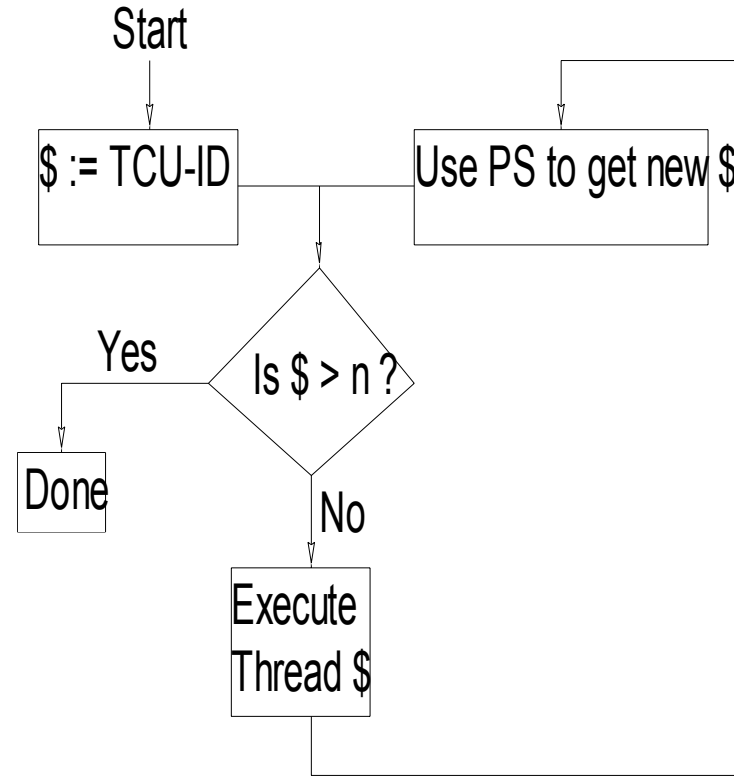 Start
$ := TCU-ID
Use PS to get new $
Is $ > n ?
Yes
Done
No
Execute
Thread $